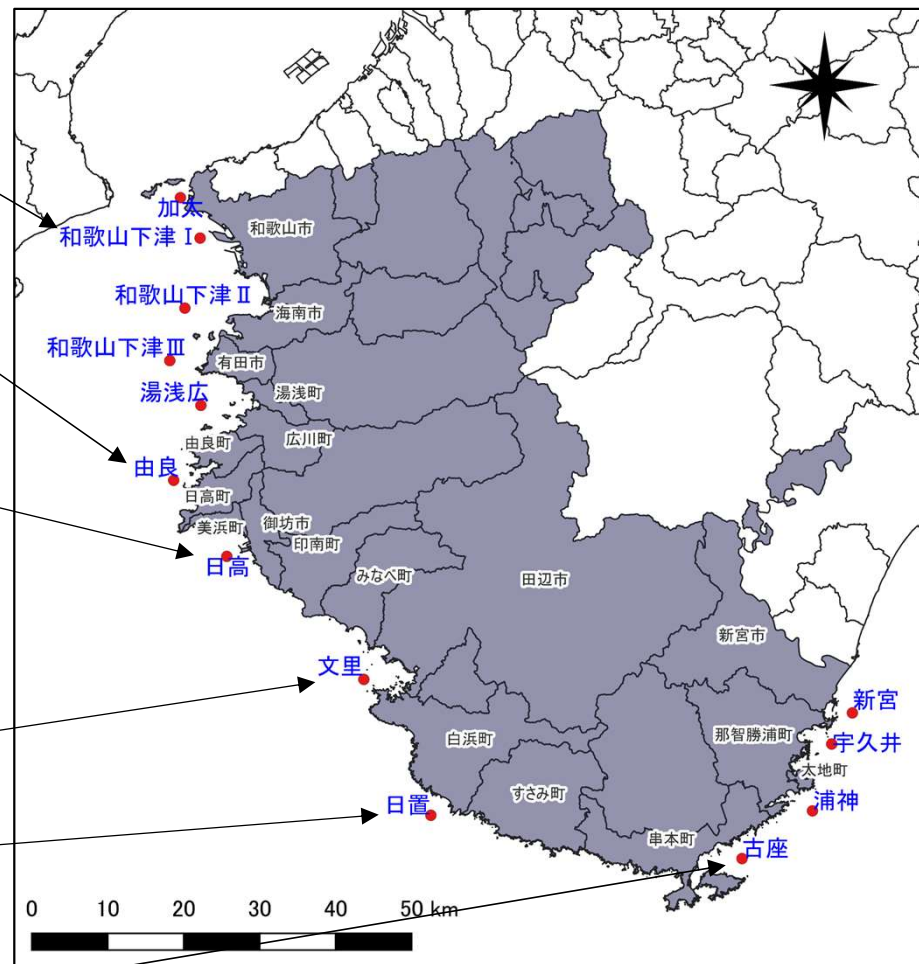 加太
和歌山市
和歌山下津Ⅰ
和歌山下津Ⅱ
海南市
和歌山下津Ⅲ
有田市
湯浅広
湯浅町
由良町
広川町
由良
日高町
美浜町
御坊市
印南町
日高
みなべ町
田辺市
新宮市
文里
新宮
白浜町
那智勝浦町
宇久井
太地町
すさみ町
日置
浦神
串本町
古座
0 10 20 30 40 50 km